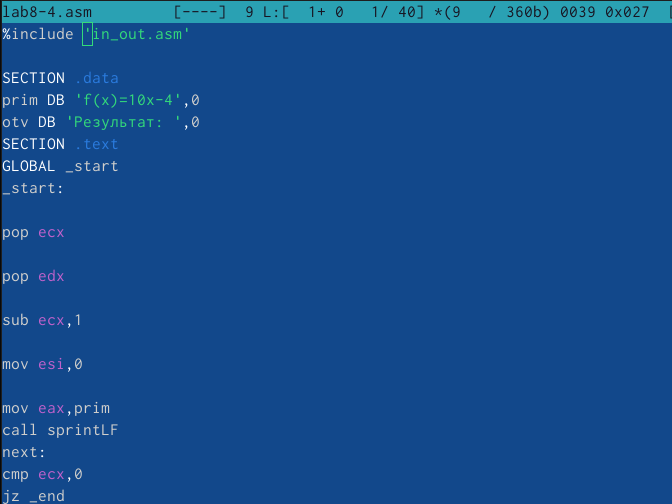 lab8-4.asm [----] 9 L:[ 1+ 0 1/ 40] *(9 / 360b) 0039 0x027 [
%include 'in_out.asm'
SECTION .data
prim DB 'f(x)=10x-4',0
otv DB 'Результат: ',0
SECTION .text
GLOBAL _start
_start:
pop ecx
pop edx
sub ecx,1
mov esi,0
mov eax,prim
call sprintLF
next:
cmp ecx,0
jz _end